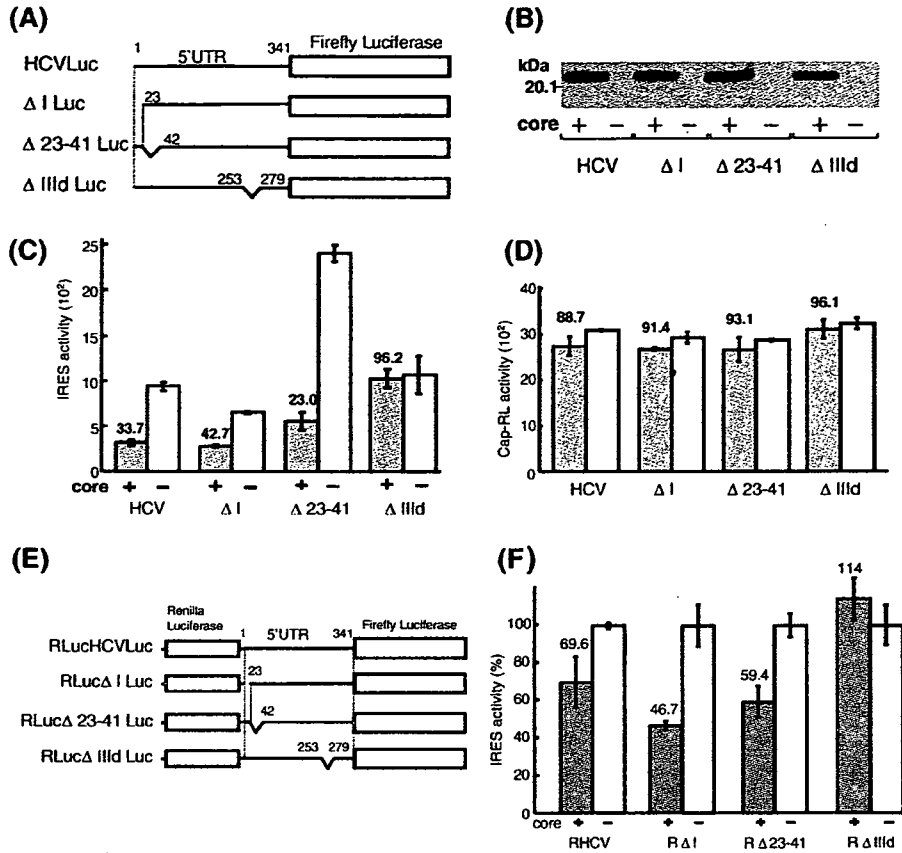 (A)
1 5'UTR 341 Firefly Luciferase
HCVLuc
23
Δ I Luc
Δ 23-41 Luc 42
253 279
Δ IIId Luc
(B)
kDa
20.1
core + − + − + − + −
HCV Δ I Δ 23-41 Δ IIId
(C)
IRES activity (10²)
25
20
15
10
5
0
33.7 42.7 23.0 96.2
core + − + − + − + −
HCV Δ I Δ 23-41 Δ IIId
(D)
Cap-RL activity (10²)
40
30
20
10
0
88.7 91.4 93.1 96.1
HCV Δ I Δ 23-41 Δ IIId
(E)
Renilla
Luciferase 1 5'UTR 341 Firefly Luciferase
RLucHCVLuc
23
RLucΔ I Luc
42
RLucΔ 23-41 Luc
253 279
RLucΔ IIId Luc
(F)
IRES activity (%)
100
80
60
40
20
0
69.6 46.7 59.4 114
core + − + − + − + −
RHCV R Δ I R Δ 23-41 R Δ IIId